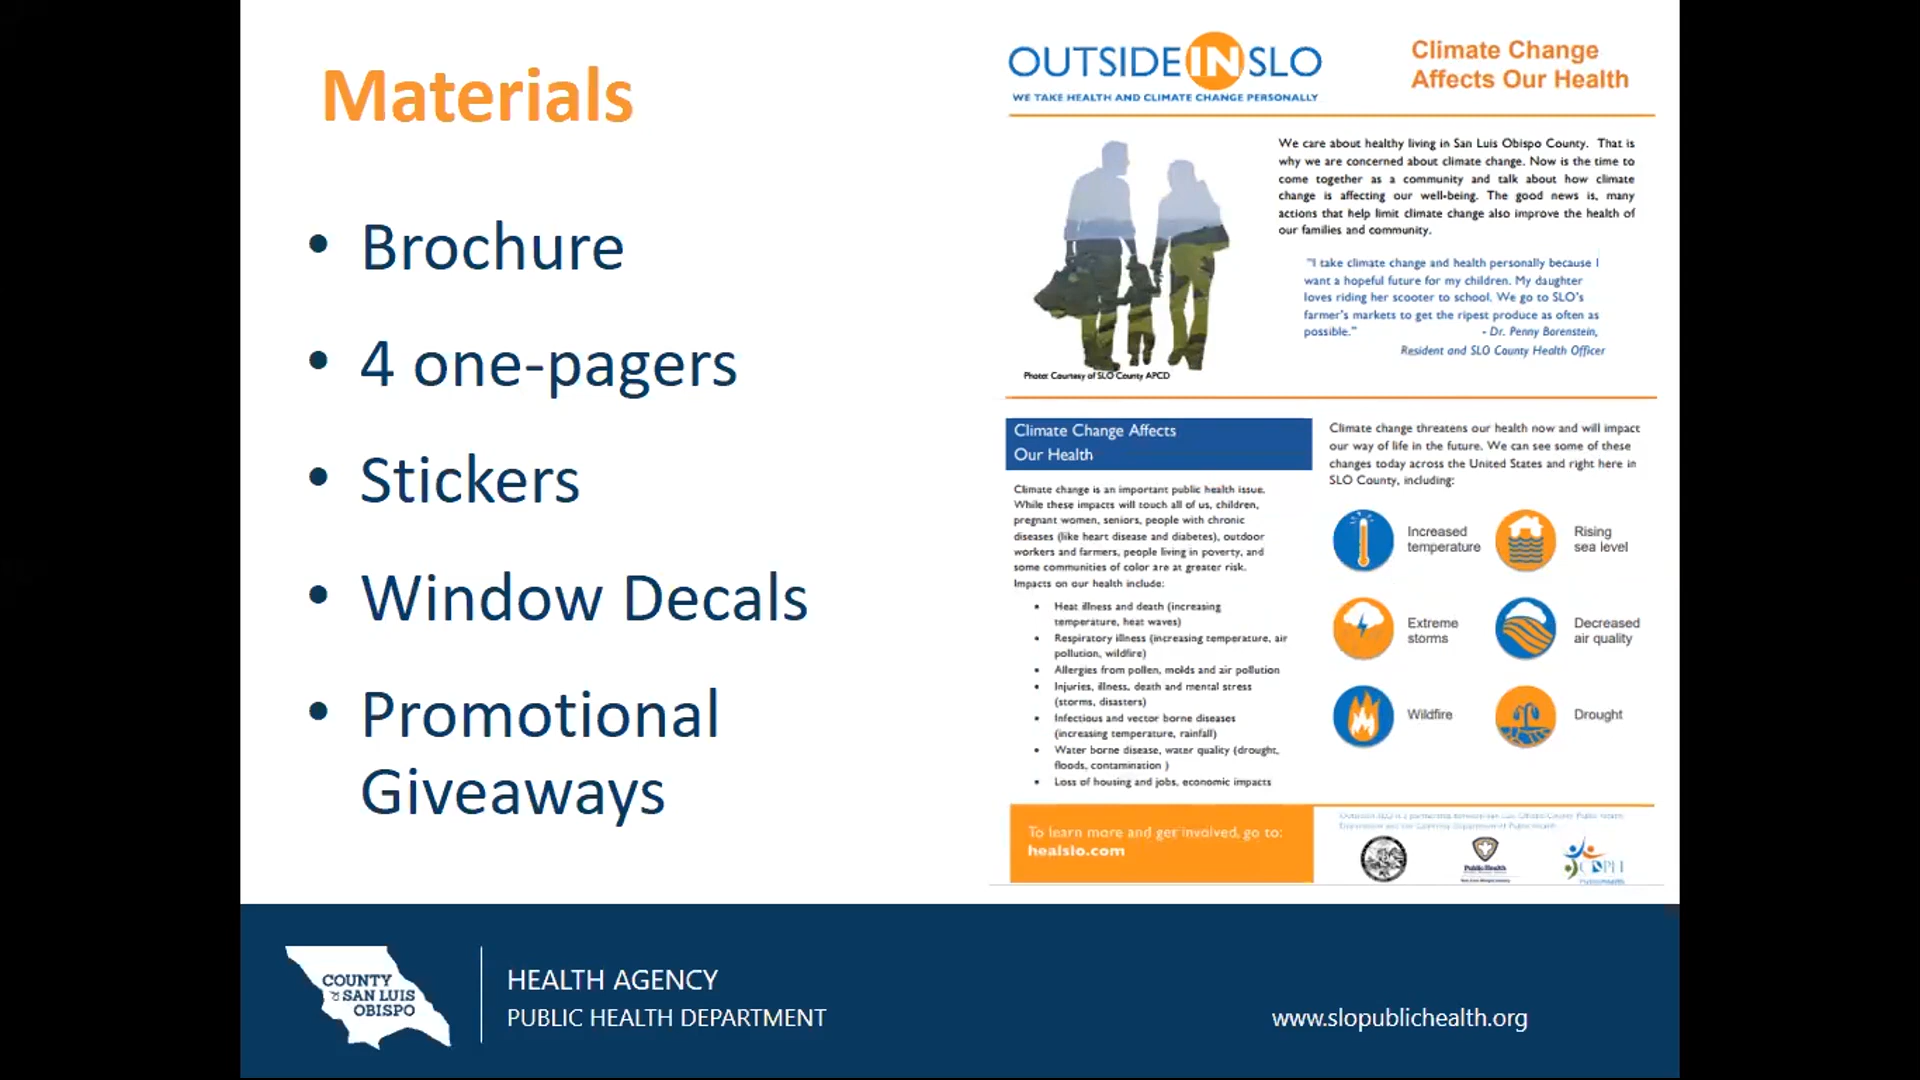 Materials
• Brochure
• 4 one-pagers
• Stickers
• Window Decals
• Promotional
Giveaways
OUTSIDE IN SLO
WE TAKE HEALTH AND CLIMATE CHANGE PERSONALLY
Climate Change
Affects Our Health
We care about healthy living in San Luis Obispo County. That is
why we are concerned about climate change. Now is the time to
come together as a community and talk about how climate
change is affecting our well-being. The good news is, many
actions that help limit climate change also improve the health of
our families and community.
"I take climate change and health personally because I
want a hopeful future for my children. My daughter
loves riding her scooter to school. We go to SLO's
farmer's markets to get the ripest produce as often as
possible." - Dr. Penny Borenstein,
Resident and SLO County Health Officer
Photo: Courtesy of SLO County APCD
Climate Change Affects
Our Health
Climate change is an important public health issue.
While these impacts will touch all of us, children,
pregnant women, seniors, people with chronic
diseases (like heart disease and diabetes), outdoor
workers and farmers, people living in poverty, and
some communities of color are at greater risk.
Impacts on our health include:
• Heat illness and death (increasing
temperature, heat waves)
• Respiratory illness (increasing temperature, air
pollution, wildfire)
• Allergies from pollen, molds and air pollution
• Injuries, illness, death and mental stress
(storms, disasters)
• Infectious and vector borne diseases
(increasing temperature, rainfall)
• Water borne disease, water quality (drought,
floods, contamination )
• Loss of housing and jobs, economic impacts
Climate change threatens our health now and will impact
our way of life in the future. We can see some of these
changes today across the United States and right here in
SLO County, including:
Increased
temperature
Rising
sea level
Extreme
storms
Decreased
air quality
Wildfire
Drought
To learn more and get involved, go to:
healslo.com
Public Health
CDPH
COUNTY
OF SAN LUIS
OBISPO
HEALTH AGENCY
PUBLIC HEALTH DEPARTMENT
www.slopublichealth.org